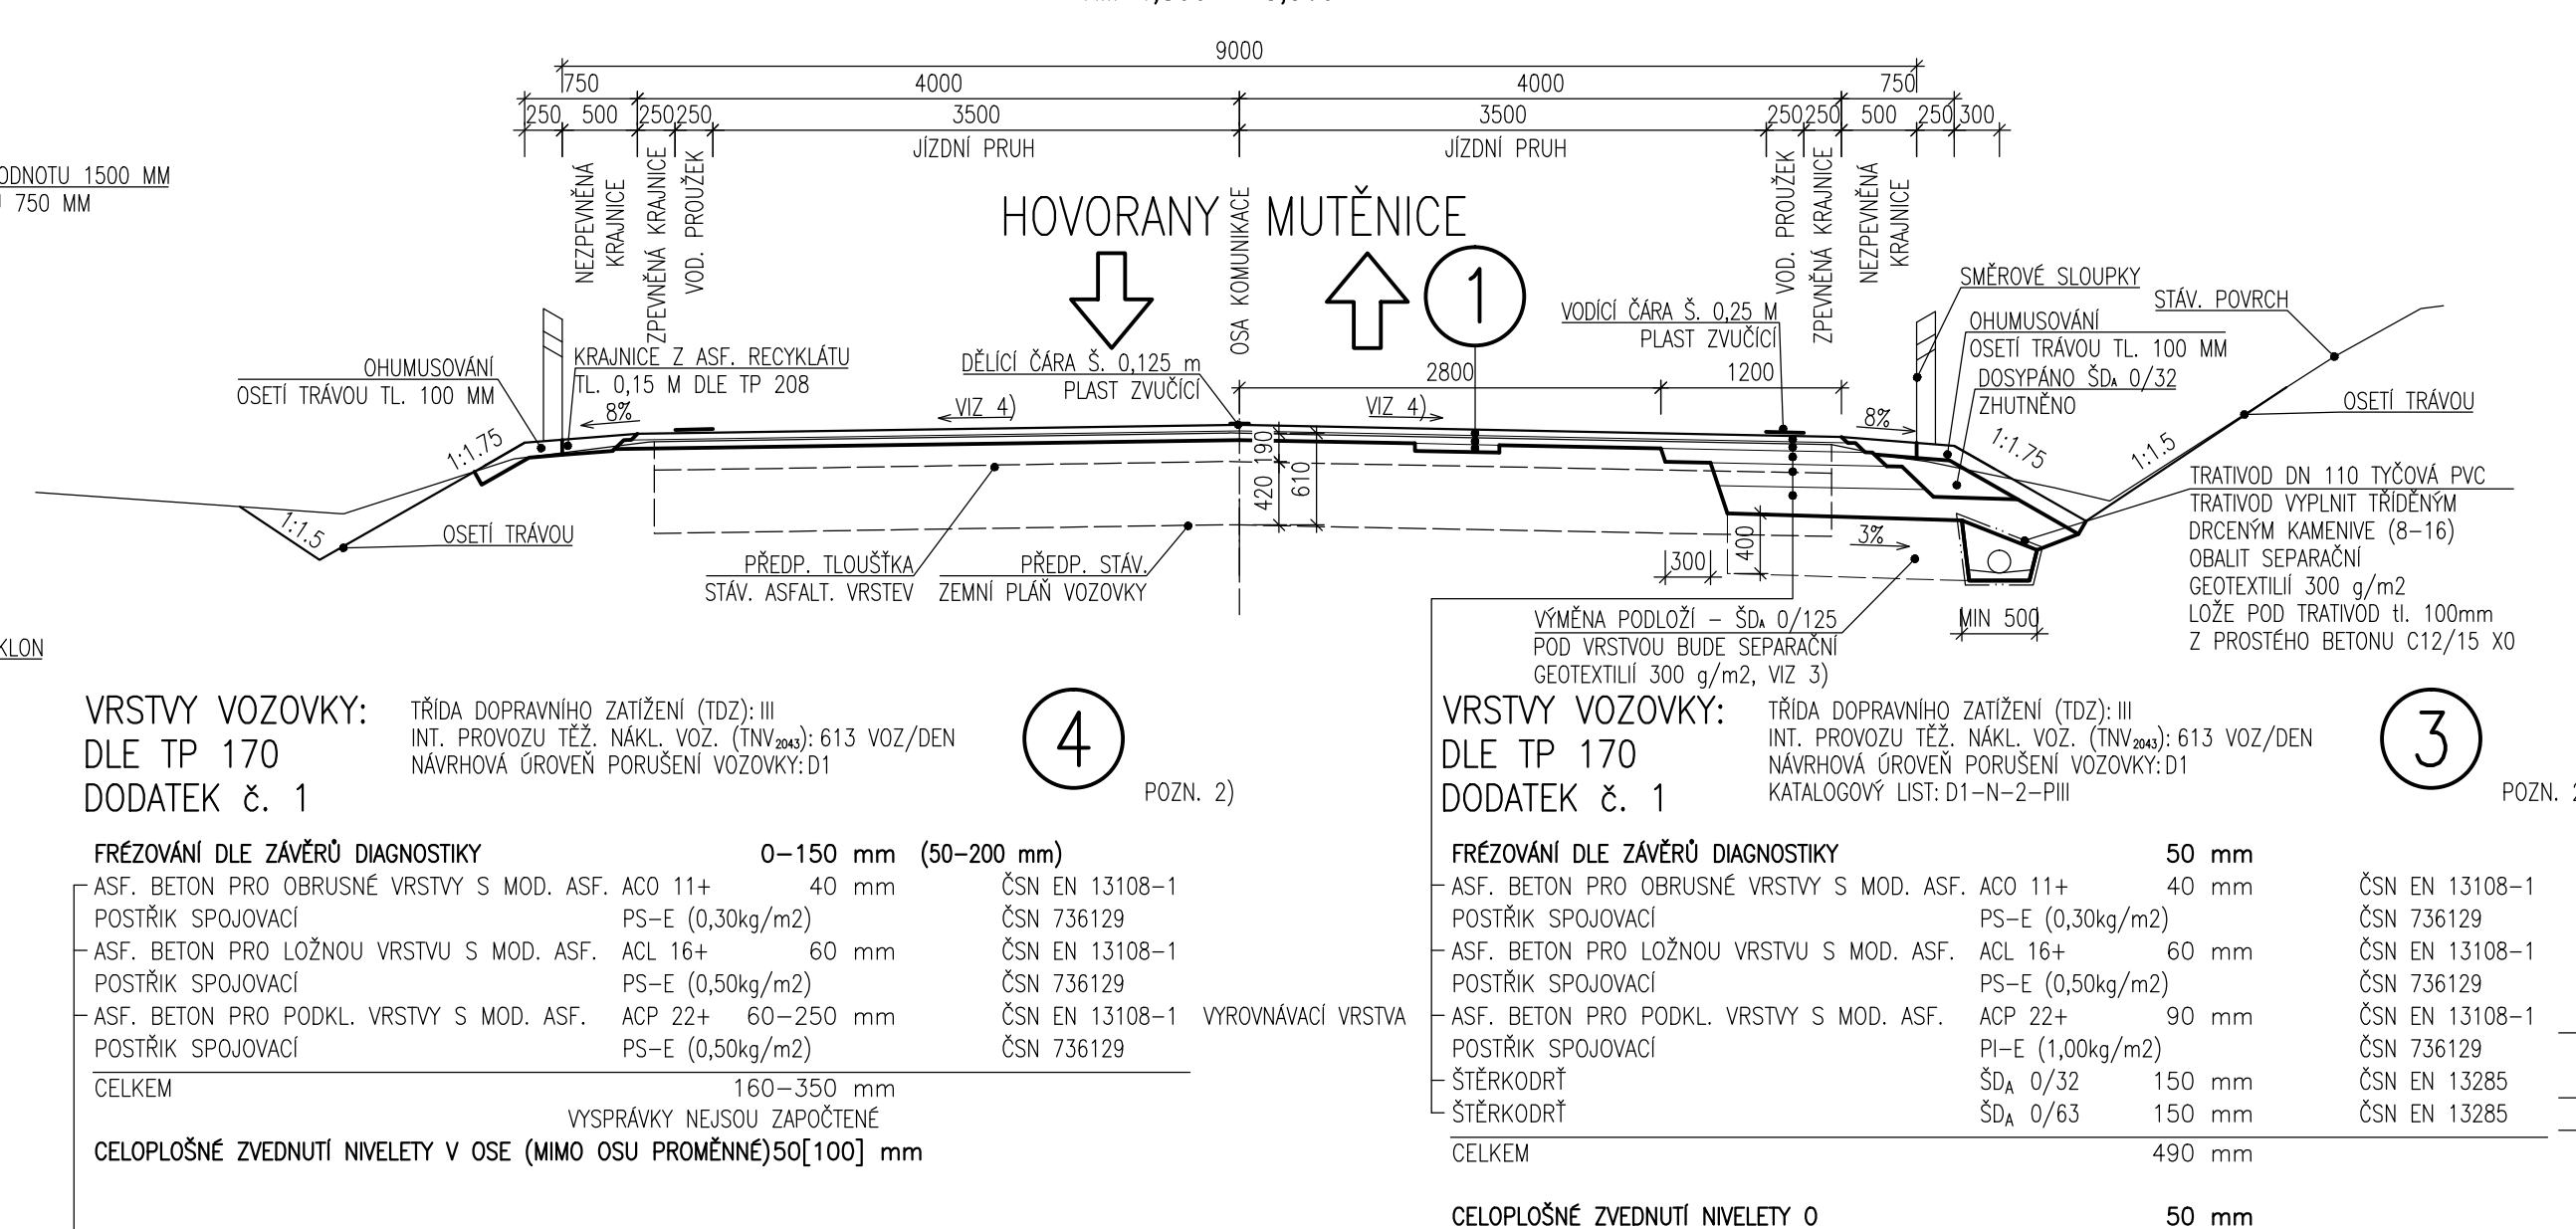 9000
750 4000 4000 750
250 500 250 250 3500 3500 250 250 500 250 300
JÍZDNÍ PRUH JÍZDNÍ PRUH
ODNOTU 1500 MM
750 MM
NEZPEVNĚNÁ
KRAJNICE
ZPEVNĚNÁ KRAJNICE
VOD. PROUŽEK
OSA KOMUNIKACE
VOD. PROUŽEK
ZPEVNĚNÁ KRAJNICE
NEZPEVNĚNÁ
KRAJNICE
HOVORANY MUTĚNICE
1
SMĚROVÉ SLOUPKY
STÁV. POVRCH
VODÍCÍ ČÁRA Š. 0,25 M
PLAST ZVUČÍCÍ
OHUMUSOVÁNÍ
OSETÍ TRÁVOU TL. 100 MM
DOSYPÁNO ŠDA 0/32
ZHUTNĚNO
OSETÍ TRÁVOU
OHUMUSOVÁNÍ
OSETÍ TRÁVOU TL. 100 MM
KRAJNICE Z ASF. RECYKLÁTU
TL. 0,15 M DLE TP 208
DĚLÍCÍ ČÁRA Š. 0,125 m
PLAST ZVUČÍCÍ
2800 1200
8% VIZ 4) VIZ 4) 8%
1:1.75 1:1.75 1:1.5
1:1.5
190
420
610
400
300
3%
MIN 500
OSETÍ TRÁVOU
PŘEDP. TLOUŠŤKA
STÁV. ASFALT. VRSTEV
PŘEDP. STÁV.
ZEMNÍ PLÁŇ VOZOVKY
VÝMĚNA PODLOŽÍ – ŠDA 0/125
POD VRSTVOU BUDE SEPARAČNÍ
GEOTEXTILIÍ 300 g/m2, VIZ 3)
TRATIVOD DN 110 TYČOVÁ PVC
TRATIVOD VYPLNIT TŘÍDĚNÝM
DRCENÝM KAMENIVE (8–16)
OBALIT SEPARAČNÍ
GEOTEXTILIÍ 300 g/m2
LOŽE POD TRATIVOD tl. 100mm
Z PROSTÉHO BETONU C12/15 X0
KLON
VRSTVY VOZOVKY:
DLE TP 170
DODATEK č. 1
TŘÍDA DOPRAVNÍHO ZATÍŽENÍ (TDZ): III
INT. PROVOZU TĚŽ. NÁKL. VOZ. (TNV2043): 613 VOZ/DEN
NÁVRHOVÁ ÚROVEŇ PORUŠENÍ VOZOVKY: D1
4
POZN. 2)
FRÉZOVÁNÍ DLE ZÁVĚRŮ DIAGNOSTIKY 0–150 mm (50–200 mm)
ASF. BETON PRO OBRUSNÉ VRSTVY S MOD. ASF. ACO 11+ 40 mm ČSN EN 13108–1
POSTŘIK SPOJOVACÍ PS–E (0,30kg/m2) ČSN 736129
ASF. BETON PRO LOŽNOU VRSTVU S MOD. ASF. ACL 16+ 60 mm ČSN EN 13108–1
POSTŘIK SPOJOVACÍ PS–E (0,50kg/m2) ČSN 736129
ASF. BETON PRO PODKL. VRSTVY S MOD. ASF. ACP 22+ 60–250 mm ČSN EN 13108–1 VYROVNÁVACÍ VRSTVA
POSTŘIK SPOJOVACÍ PS–E (0,50kg/m2) ČSN 736129
CELKEM 160–350 mm
VYSPRÁVKY NEJSOU ZAPOČTENÉ
CELOPLOŠNÉ ZVEDNUTÍ NIVELETY V OSE (MIMO OSU PROMĚNNÉ)50[100] mm
VRSTVY VOZOVKY:
DLE TP 170
DODATEK č. 1
TŘÍDA DOPRAVNÍHO ZATÍŽENÍ (TDZ): III
INT. PROVOZU TĚŽ. NÁKL. VOZ. (TNV2043): 613 VOZ/DEN
NÁVRHOVÁ ÚROVEŇ PORUŠENÍ VOZOVKY: D1
KATALOGOVÝ LIST: D1–N–2–PIII
3
POZN. 2
FRÉZOVÁNÍ DLE ZÁVĚRŮ DIAGNOSTIKY 50 mm
ASF. BETON PRO OBRUSNÉ VRSTVY S MOD. ASF. ACO 11+ 40 mm ČSN EN 13108–1
POSTŘIK SPOJOVACÍ PS–E (0,30kg/m2) ČSN 736129
ASF. BETON PRO LOŽNOU VRSTVU S MOD. ASF. ACL 16+ 60 mm ČSN EN 13108–1
POSTŘIK SPOJOVACÍ PS–E (0,50kg/m2) ČSN 736129
ASF. BETON PRO PODKL. VRSTVY S MOD. ASF. ACP 22+ 90 mm ČSN EN 13108–1
POSTŘIK SPOJOVACÍ PI–E (1,00kg/m2) ČSN 736129
ŠTĚRKODRŤ ŠDA 0/32 150 mm ČSN EN 13285
ŠTĚRKODRŤ ŠDA 0/63 150 mm ČSN EN 13285
CELKEM 490 mm
CELOPLOŠNÉ ZVEDNUTÍ NIVELETY O 50 mm